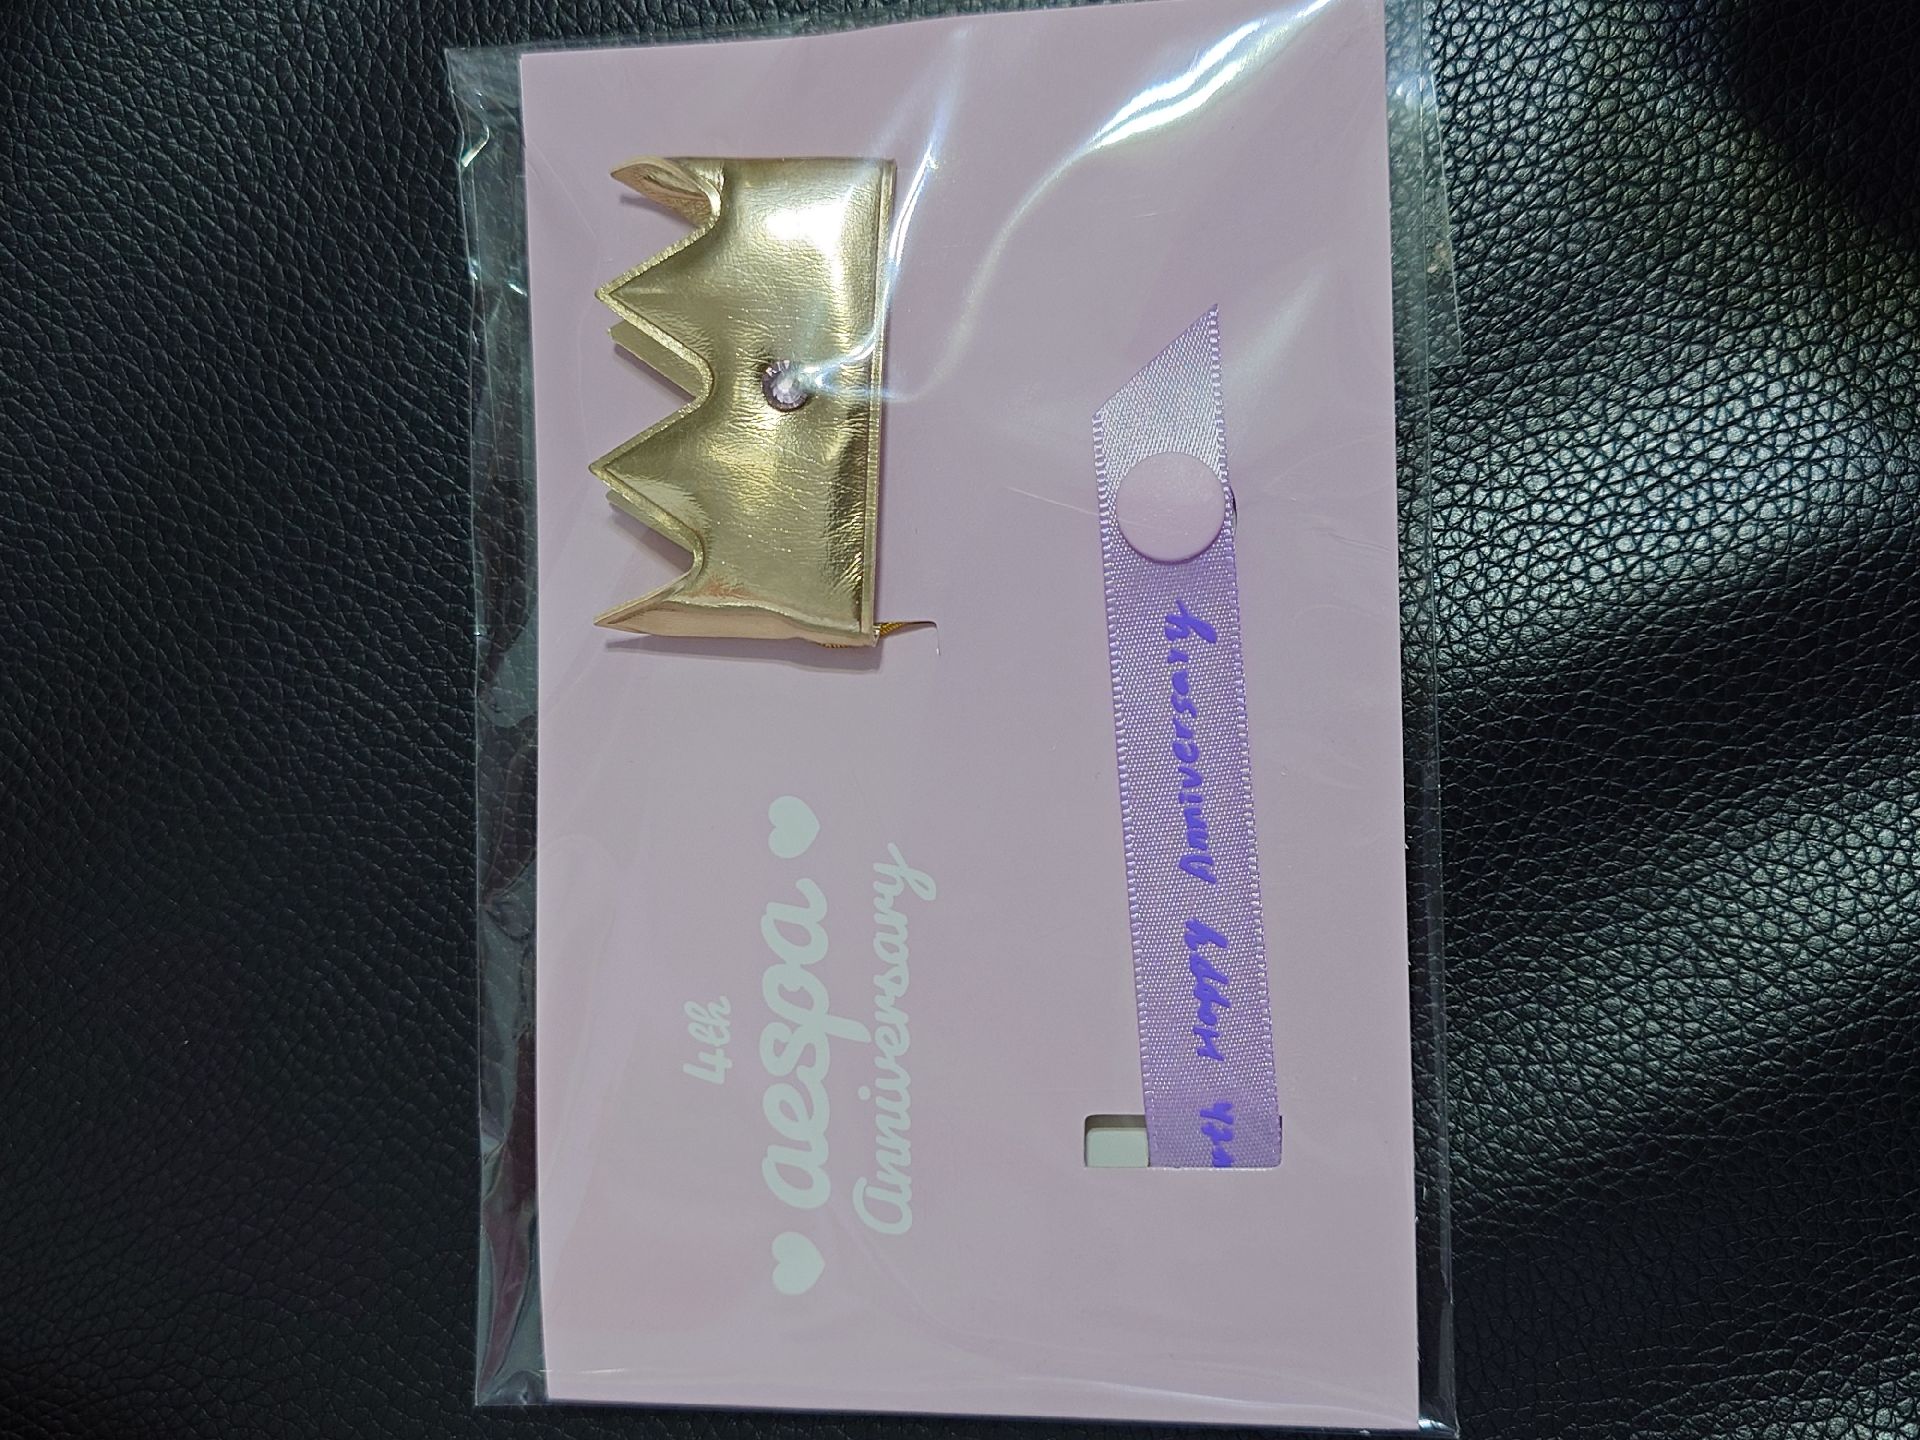 4th
aespa
Anniversary
Happy Anniversary